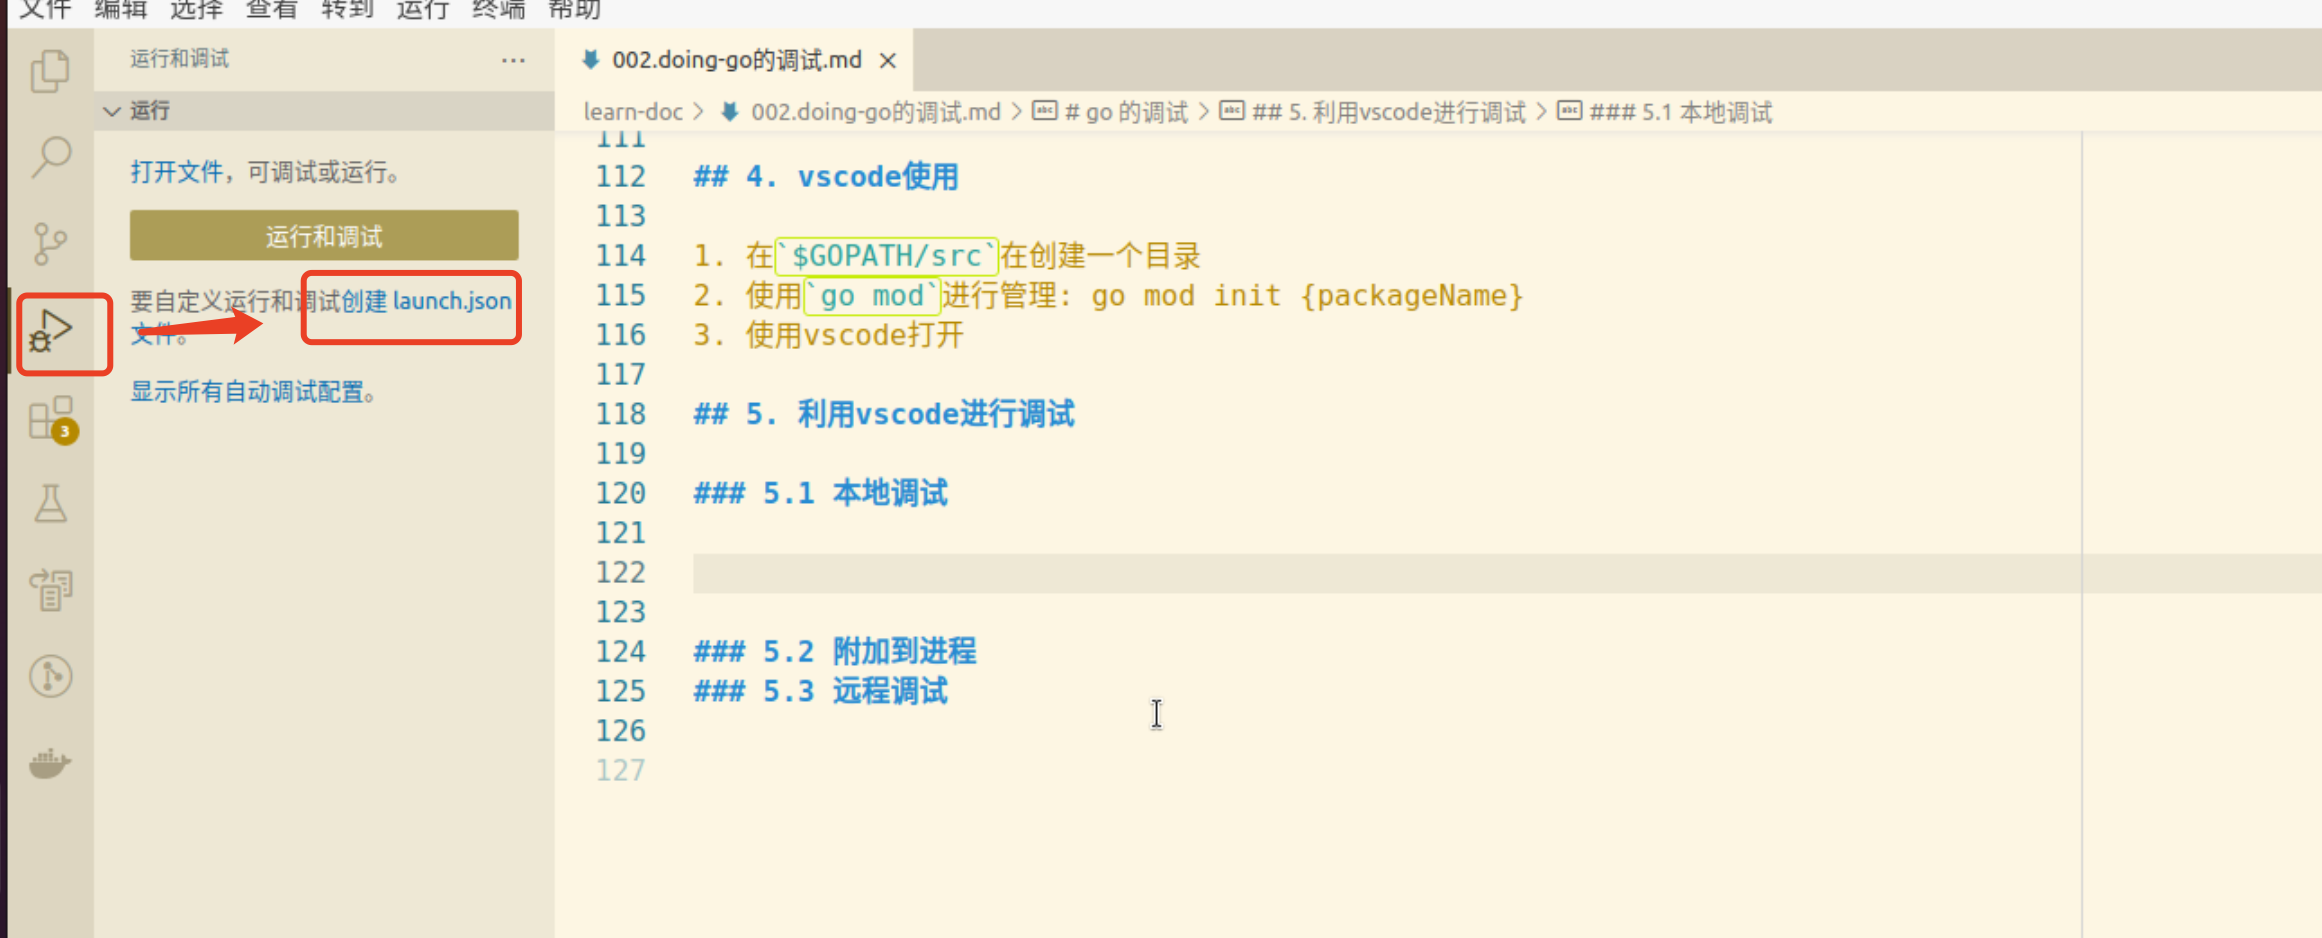 文件 编辑 选择 查看 转到 运行 终端 帮助
运行和调试 ···
运行
打开文件，可调试或运行。
运行和调试
要自定义运行和调试创建 launch.json
文件。
显示所有自动调试配置。
3
002.doing-go的调试.md
learn-doc > 002.doing-go的调试.md > # go 的调试 > ## 5. 利用vscode进行调试 > ### 5.1 本地调试
111
112 ## 4. vscode使用
113
114 1. 在`$GOPATH/src`在创建一个目录
115 2. 使用`go mod`进行管理: go mod init {packageName}
116 3. 使用vscode打开
117
118 ## 5. 利用vscode进行调试
119
120 ### 5.1 本地调试
121
122
123
124 ### 5.2 附加到进程
125 ### 5.3 远程调试
126
127